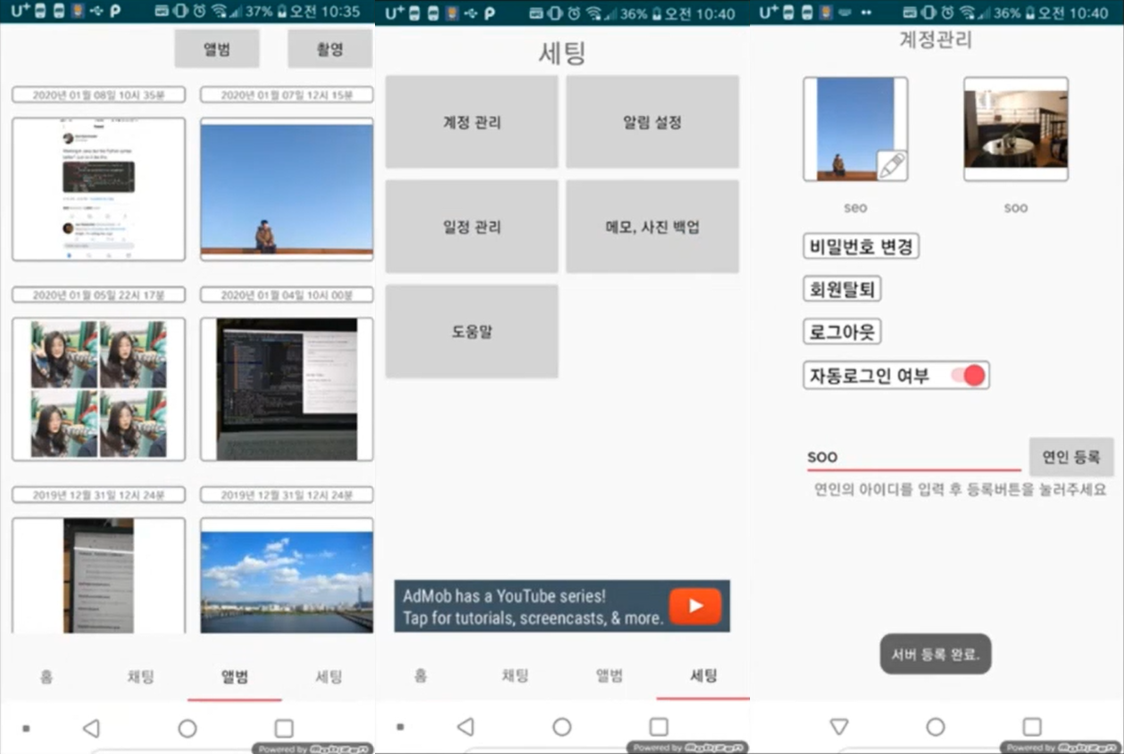 U+ 37% 오전 10:35
앨범 촬영
2020년 01월 08일 10시 35분 2020년 01월 07일 12시 15분
2020년 01월 05일 22시 17분 2020년 01월 04일 10시 00분
2019년 12월 31일 12시 24분 2019년 12월 31일 12시 24분
홈 채팅 앨범 세팅
Powered by Mobizen
U+ 36% 오전 10:40
세팅
계정 관리 알림 설정
일정 관리 메모, 사진 백업
도움말
AdMob has a YouTube series!
Tap for tutorials, screencasts, & more.
홈 채팅 앨범 세팅
Powered by Mobizen
U+ 36% 오전 10:40
계정관리
seo soo
비밀번호 변경
회원탈퇴
로그아웃
자동로그인 여부
soo 연인 등록
연인의 아이디를 입력 후 등록버튼을 눌러주세요
서버 등록 완료.
Powered by Mobizen